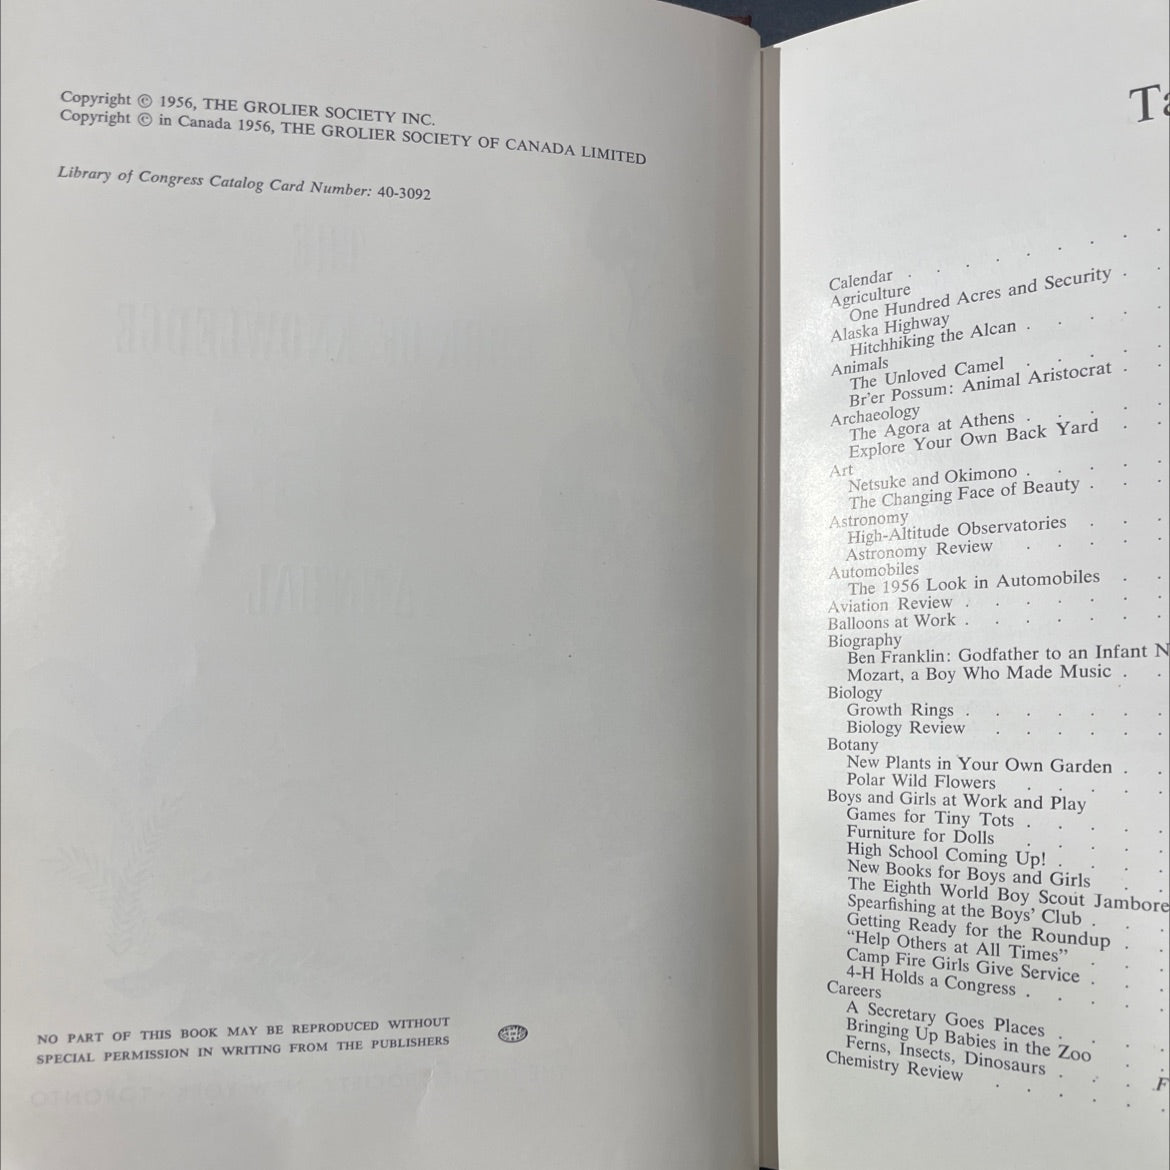 Copyright © 1956, THE GROLIER SOCIETY INC.
Copyright © in Canada 1956, THE GROLIER SOCIETY OF CANADA LIMITED
Library of Congress Catalog Card Number: 40-3092
NO PART OF THIS BOOK MAY BE REPRODUCED WITHOUT
SPECIAL PERMISSION IN WRITING FROM THE PUBLISHERS
Ta
Calendar . . . . . . .
Agriculture
One Hundred Acres and Security . .
Alaska Highway
Hitchhiking the Alcan . . . .
Animals
The Unloved Camel . . . .
Br'er Possum: Animal Aristocrat . .
Archaeology
The Agora at Athens . . . .
Explore Your Own Back Yard . .
Art
Netsuke and Okimono . . . .
The Changing Face of Beauty . . .
Astronomy
High-Altitude Observatories . . .
Astronomy Review . . . .
Automobiles
The 1956 Look in Automobiles . .
Aviation Review . . . . . .
Balloons at Work . . . . . .
Biography
Ben Franklin: Godfather to an Infant N
Mozart, a Boy Who Made Music . .
Biology
Growth Rings . . . . . .
Biology Review . . . . .
Botany
New Plants in Your Own Garden . .
Polar Wild Flowers . . . .
Boys and Girls at Work and Play
Games for Tiny Tots . . . .
Furniture for Dolls . . . .
High School Coming Up! . . . .
New Books for Boys and Girls . .
The Eighth World Boy Scout Jambore
Spearfishing at the Boys' Club . . .
Getting Ready for the Roundup . .
“Help Others at All Times” . . .
Camp Fire Girls Give Service . . .
4-H Holds a Congress . . . .
Careers
A Secretary Goes Places . . . .
Bringing Up Babies in the Zoo . .
Ferns, Insects, Dinosaurs . . .
Chemistry Review . . . . .
F